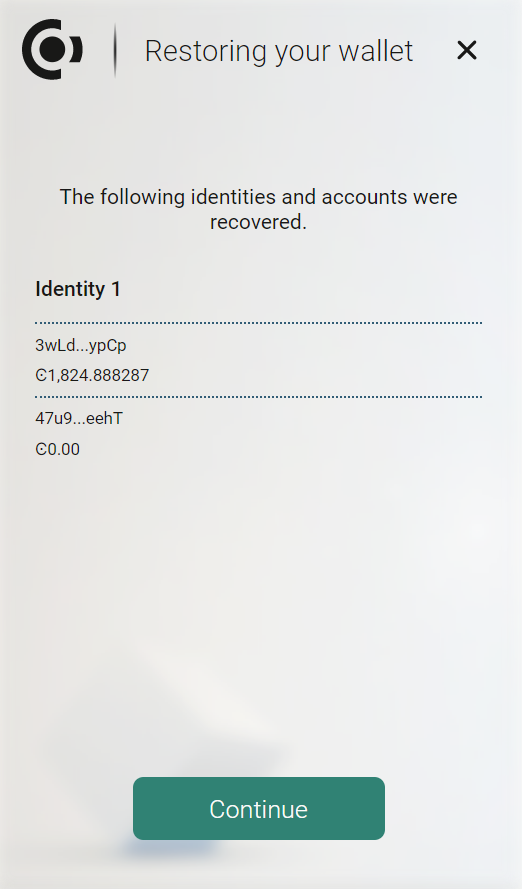 Restoring your wallet
The following identities and accounts were
recovered.
Identity 1
3wLd...ypCp
Ͼ1,824.888287
47u9...eehT
Ͼ0.00
Continue